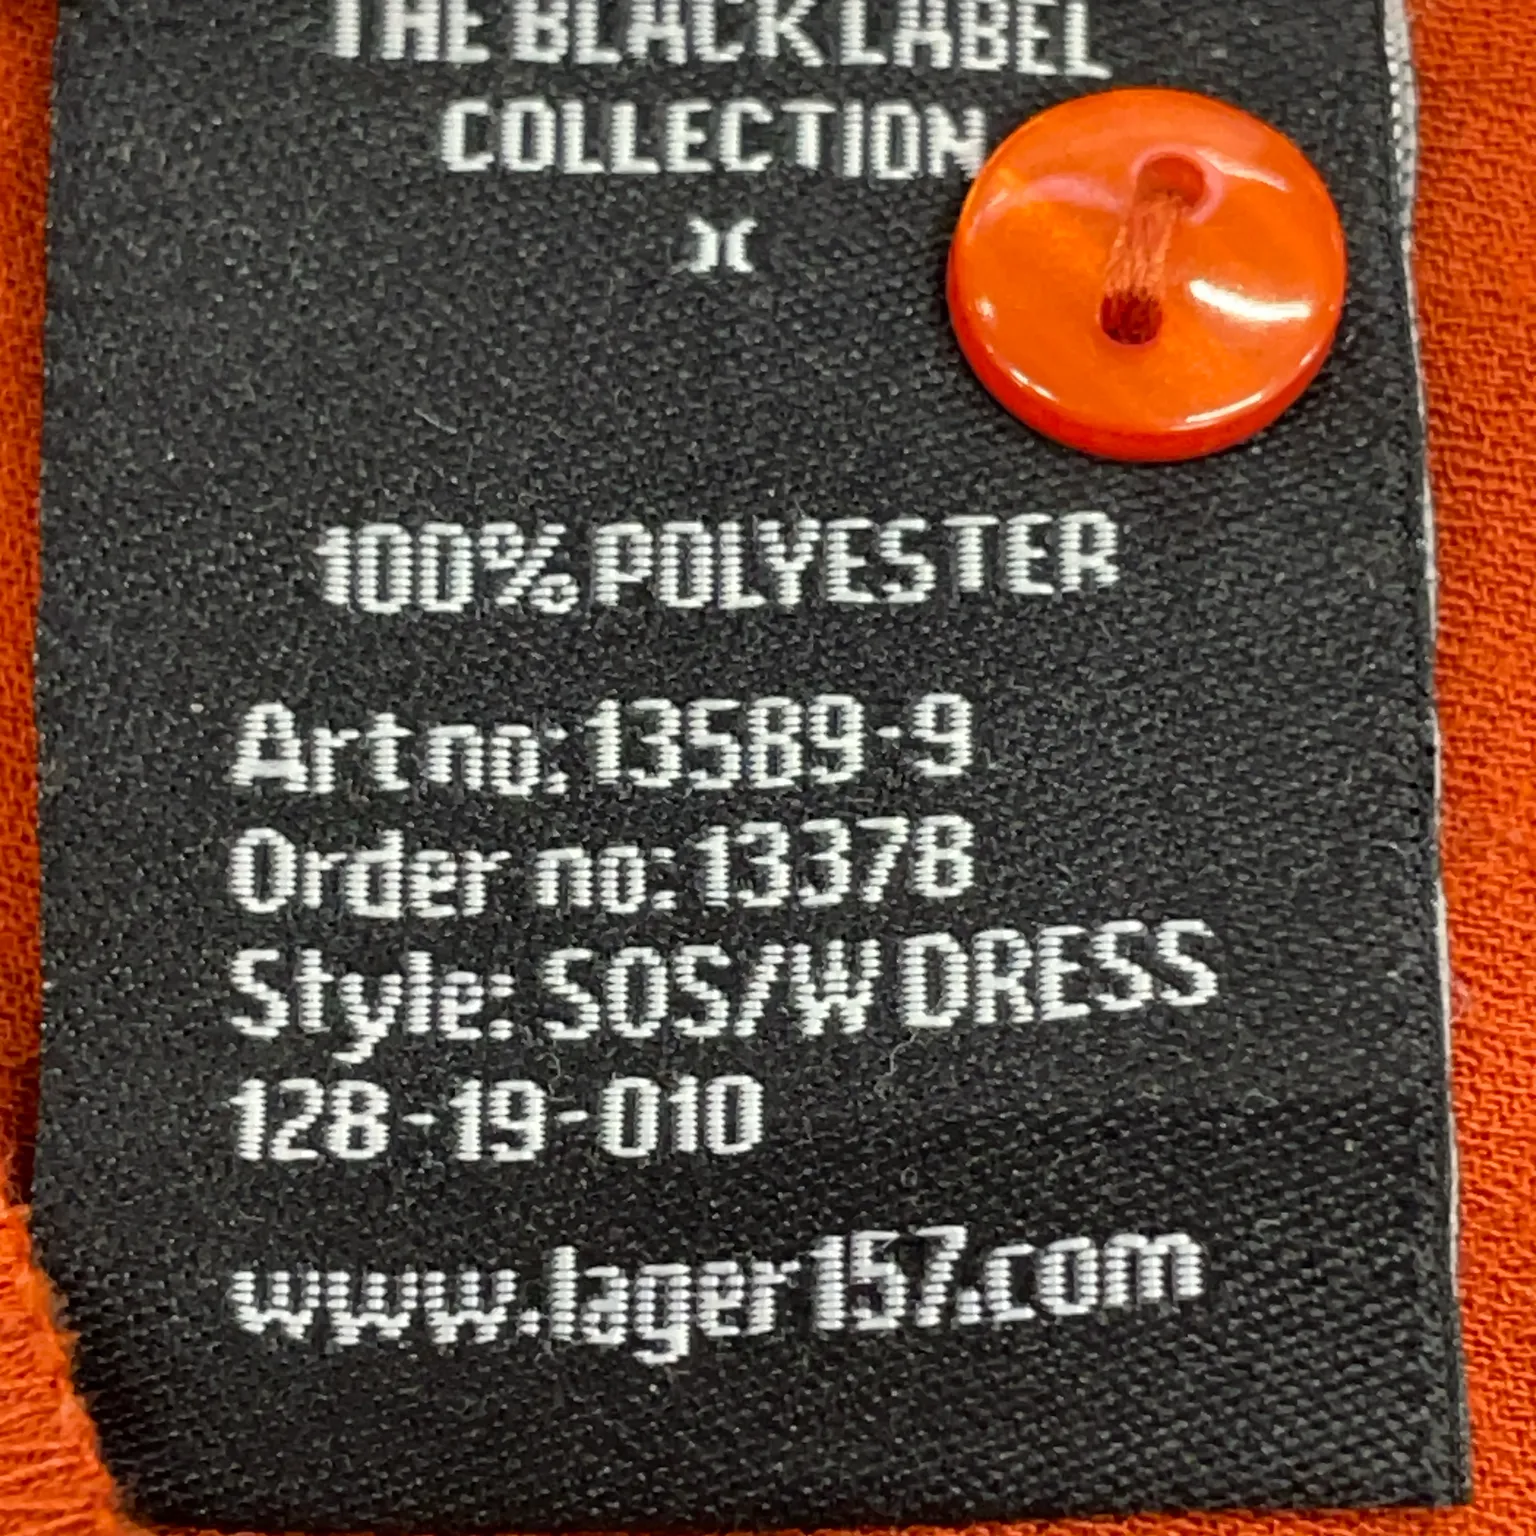 THE BLACK LABEL
COLLECTION
100% POLYESTER
Art no: 13589-9
Order no: 13378
Style: SOS/W DRESS
128-19-010
www.lager157.com